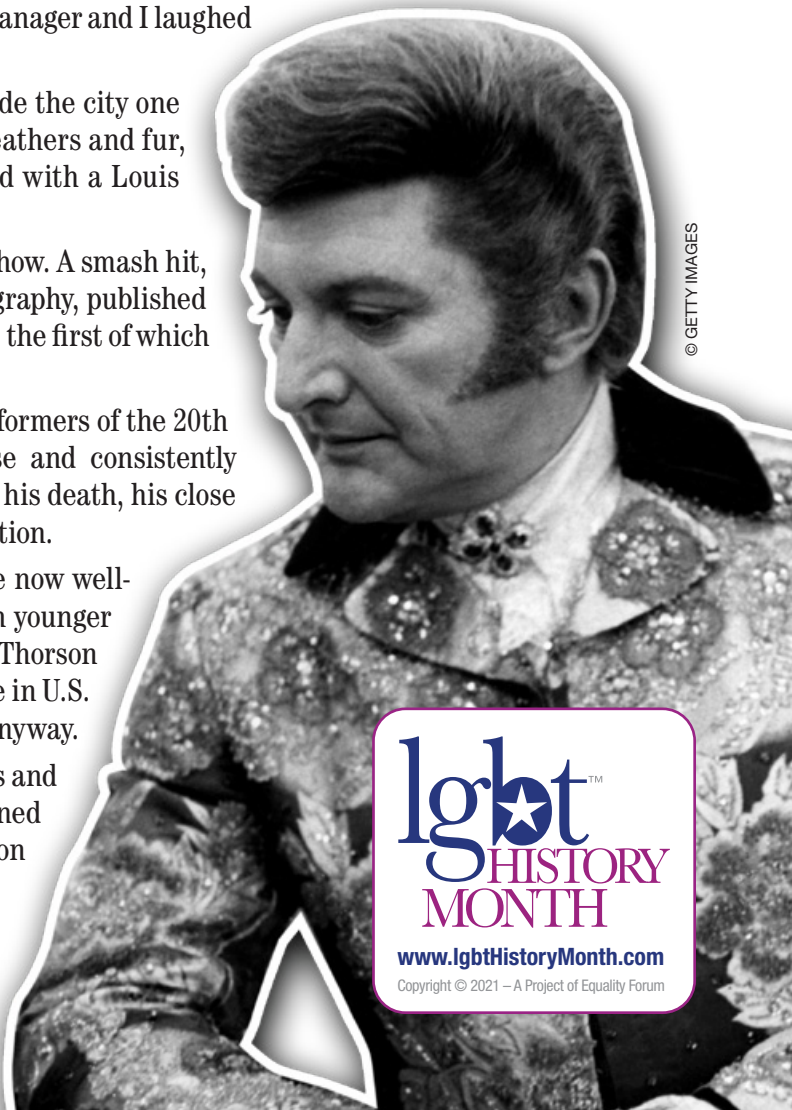 anager and I laughed
de the city one
eathers and fur,
d with a Louis
how. A smash hit,
graphy, published
the first of which
formers of the 20th
se and consistently
his death, his close
tion.
e now well-
n younger
Thorson
e in U.S.
nyway.
s and
ned
on
© GETTY IMAGES
lgbt™
HISTORY
MONTH
www.lgbtHistoryMonth.com
Copyright © 2021 – A Project of Equality Forum